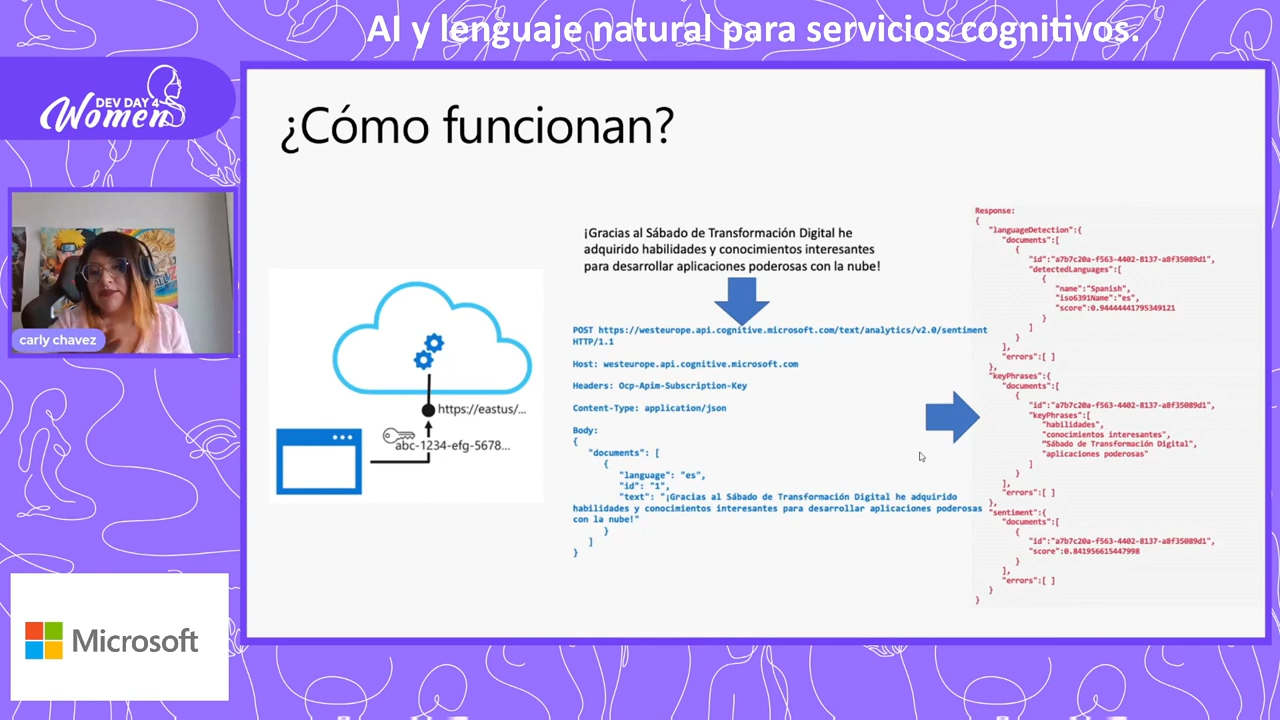 AI y lenguaje natural para servicios cognitivos.
DEV DAY 4
Women
carly chavez
Microsoft
¿Cómo funcionan?
https://eastus/...
abc-1234-efg-5678...
¡Gracias al Sábado de Transformación Digital he
adquirido habilidades y conocimientos interesantes
para desarrollar aplicaciones poderosas con la nube!
POST https://westeurope.api.cognitive.microsoft.com/text/analytics/v2.0/sentiment
HTTP/1.1
Host: westeurope.api.cognitive.microsoft.com
Headers: Ocp-Apim-Subscription-Key
Content-Type: application/json
Body:
{
"documents": [
{
"language": "es",
"id": "1",
"text": "¡Gracias al Sábado de Transformación Digital he adquirido
habilidades y conocimientos interesantes para desarrollar aplicaciones poderosas
con la nube!"
}
]
}
Response:
{
"languageDetection":{
"documents":[
{
"id":"a7b7c20a-f563-4402-8137-a8f35089d1",
"detectedLanguages":[
{
"name":"Spanish",
"iso6391Name":"es",
"score":0.94444441795349121
}
]
}
],
"errors":[ ]
},
"keyPhrases":{
"documents":[
{
"id":"a7b7c20a-f563-4402-8137-a8f35089d1",
"keyPhrases":[
"habilidades",
"conocimientos interesantes",
"Sábado de Transformación Digital",
"aplicaciones poderosas"
]
}
],
"errors":[ ]
},
"sentiment":{
"documents":[
{
"id":"a7b7c20a-f563-4402-8137-a8f35089d1",
"score":0.841956615447998
}
],
"errors":[ ]
}
}